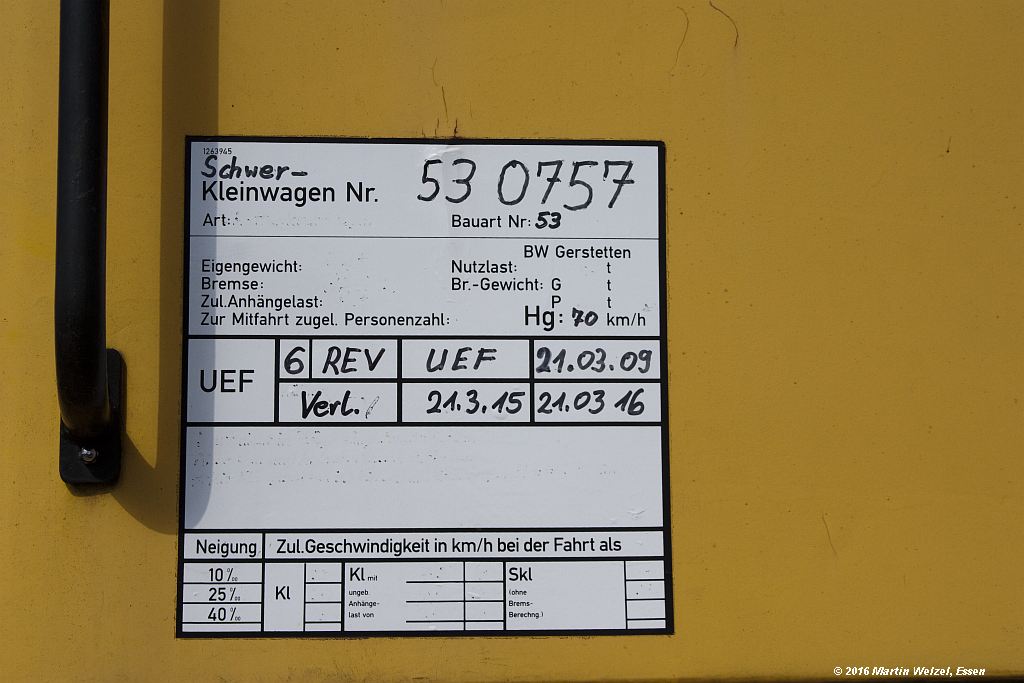 1263945
Schwer-
Kleinwagen Nr. 53 0757
Art: Bauart Nr: 53
BW Gerstetten
Eigengewicht: Nutzlast: t
Bremse: Br.-Gewicht: G t
Zul.Anhängelast: P t
Zur Mitfahrt zugel. Personenzahl: Hg: 70 km/h
UEF 6 REV UEF 21.03.09
Verl. 21.3.15 21.03 16
Neigung Zul.Geschwindigkeit in km/h bei der Fahrt als
10 ‰ Kl Kl mit Skl
25 ‰ ungeb. (ohne
40 ‰ Anhänge- Brems-
last von Berechng.)
© 2016 Martin Welzel, Essen